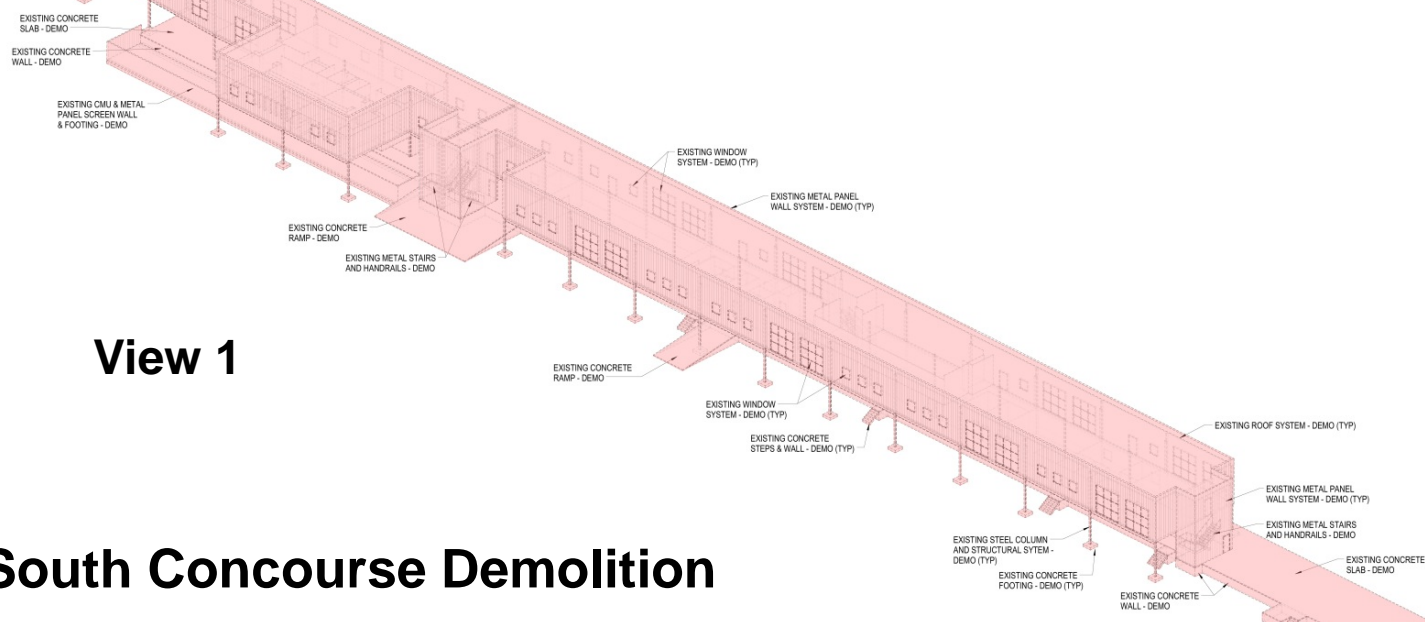 EXISTING CONCRETE
SLAB - DEMO
EXISTING CONCRETE
WALL - DEMO
EXISTING CMU & METAL
PANEL SCREEN WALL
& FOOTING - DEMO
EXISTING WINDOW
SYSTEM - DEMO (TYP)
EXISTING METAL PANEL
WALL SYSTEM - DEMO (TYP)
EXISTING CONCRETE
RAMP - DEMO
EXISTING METAL STAIRS
AND HANDRAILS - DEMO
View 1
EXISTING CONCRETE
RAMP - DEMO
EXISTING WINDOW
SYSTEM - DEMO (TYP)
EXISTING CONCRETE
STEPS & WALL - DEMO (TYP)
EXISTING ROOF SYSTEM - DEMO (TYP)
EXISTING METAL PANEL
WALL SYSTEM - DEMO (TYP)
EXISTING METAL STAIRS
AND HANDRAILS - DEMO
EXISTING STEEL COLUMN
AND STRUCTURAL SYTEM -
DEMO (TYP)
EXISTING CONCRETE
FOOTING - DEMO (TYP)
EXISTING CONCRETE
SLAB - DEMO
EXISTING CONCRETE
WALL - DEMO
South Concourse Demolition